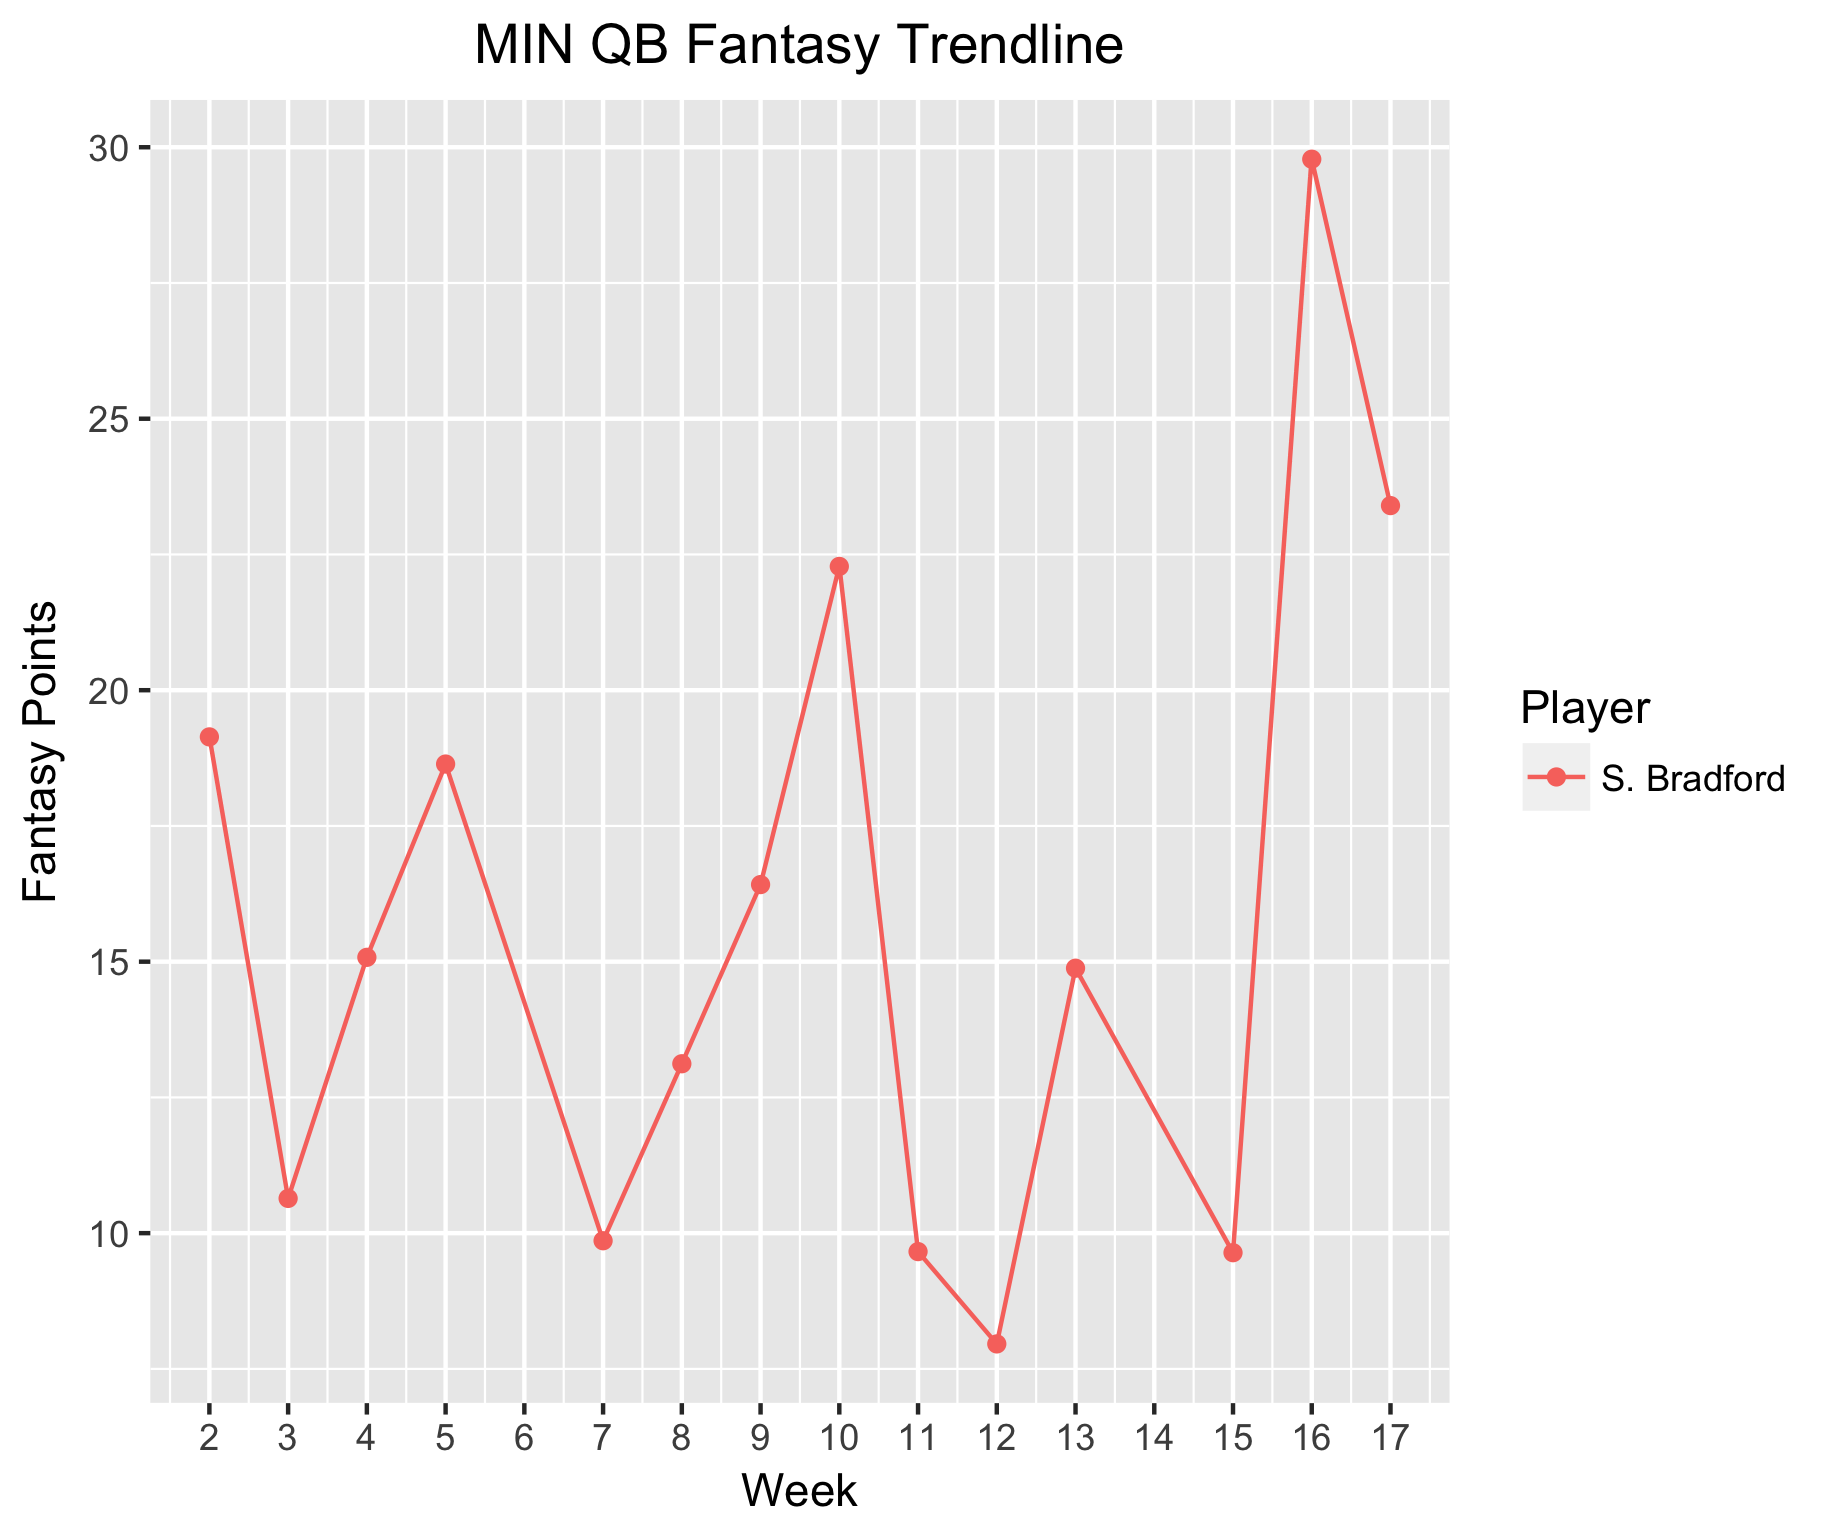 MIN QB Fantasy Trendline
30
25
20
15
10
Fantasy Points
2 3 4 5 6 7 8 9 10 11 12 13 14 15 16 17
Week
Player
S. Bradford